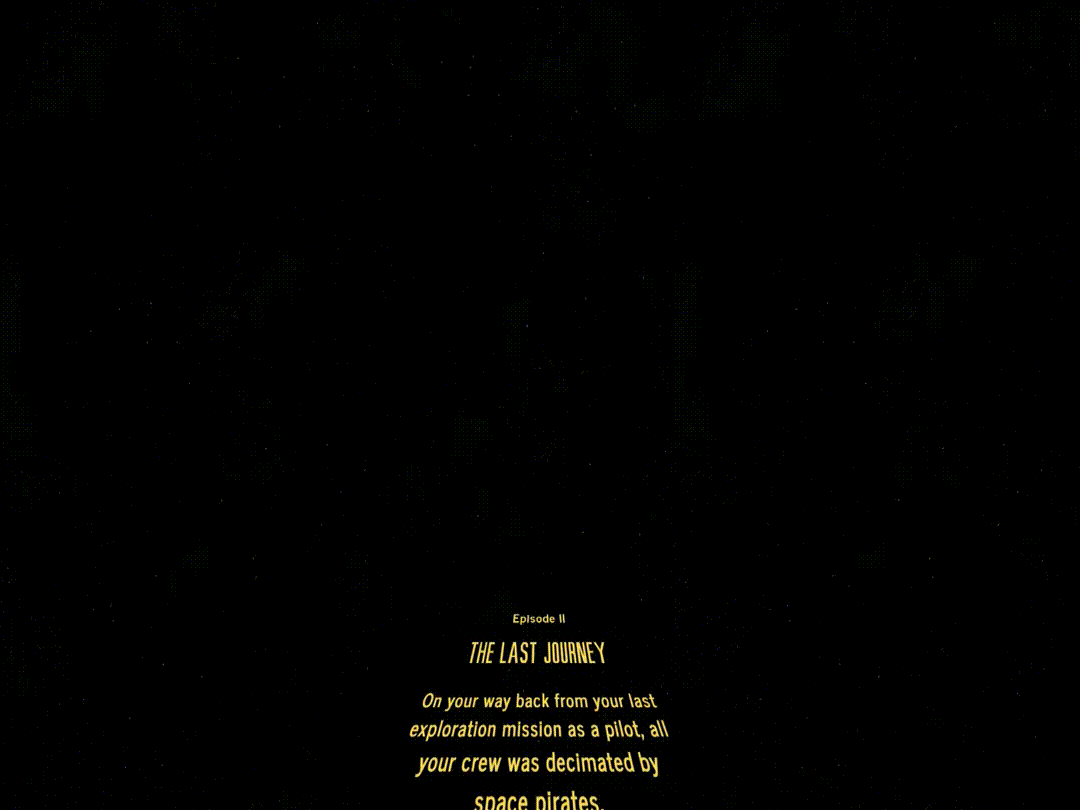 Episode II
THE LAST JOURNEY
On your way back from your last
exploration mission as a pilot, all
your crew was decimated by
space pirates.